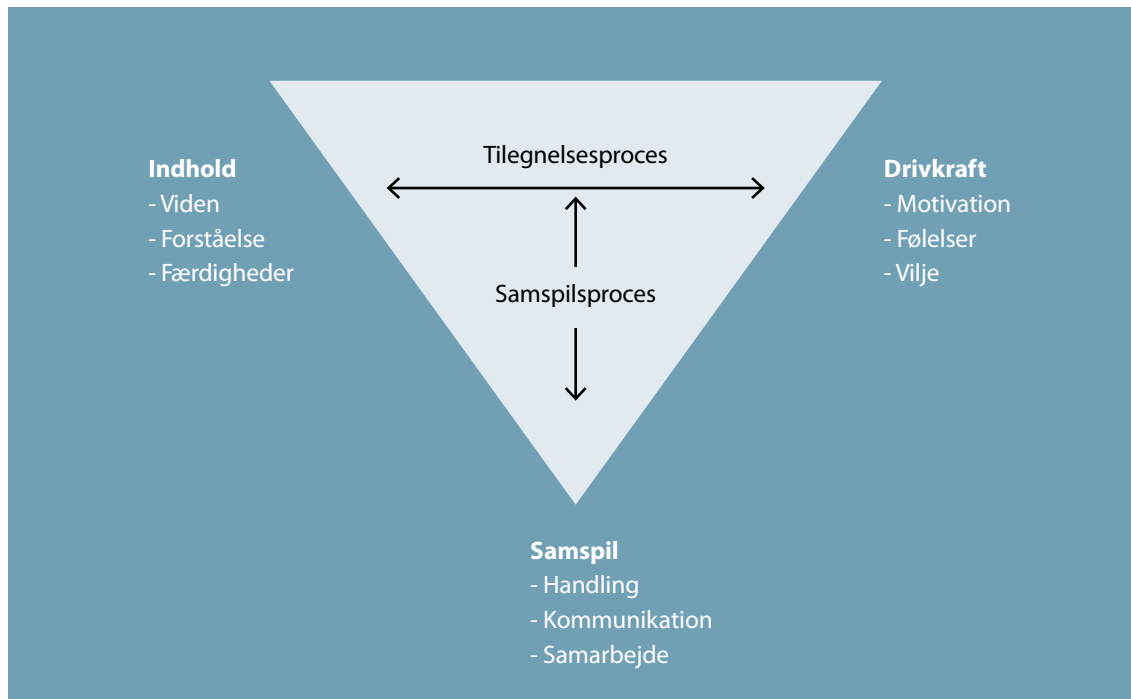 Tilegnelsesproces
Indhold
- Viden
- Forståelse
- Færdigheder
Drivkraft
- Motivation
- Følelser
- Vilje
Samspilsproces
Samspil
- Handling
- Kommunikation
- Samarbejde